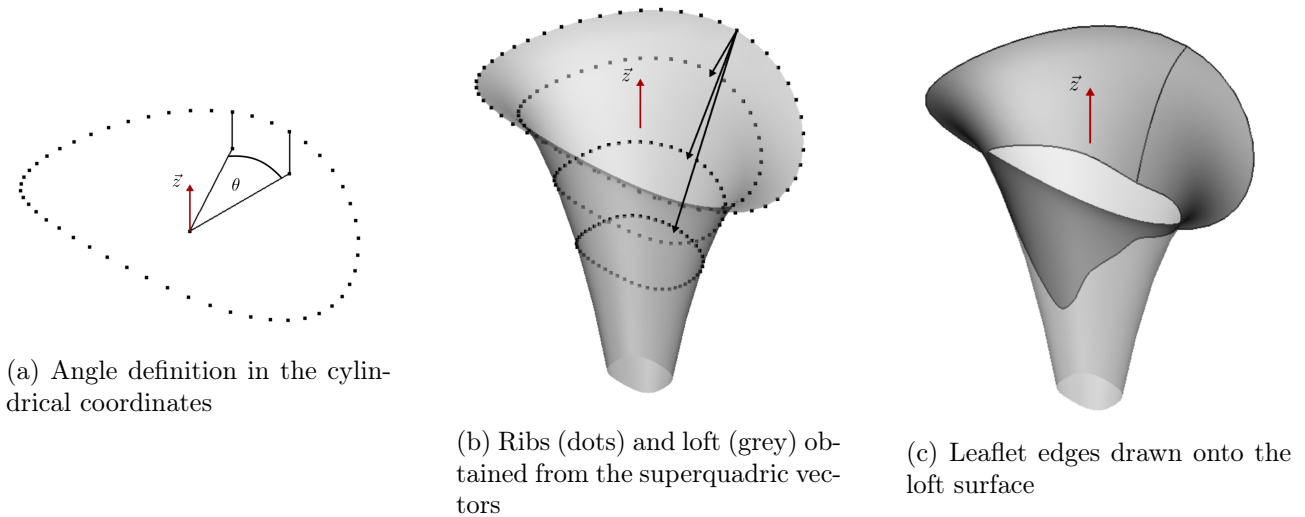 z⃗
θ
(a) Angle definition in the cylin-
drical coordinates
z⃗
(b) Ribs (dots) and loft (grey) ob-
tained from the superquadric vec-
tors
z⃗
(c) Leaflet edges drawn onto the
loft surface